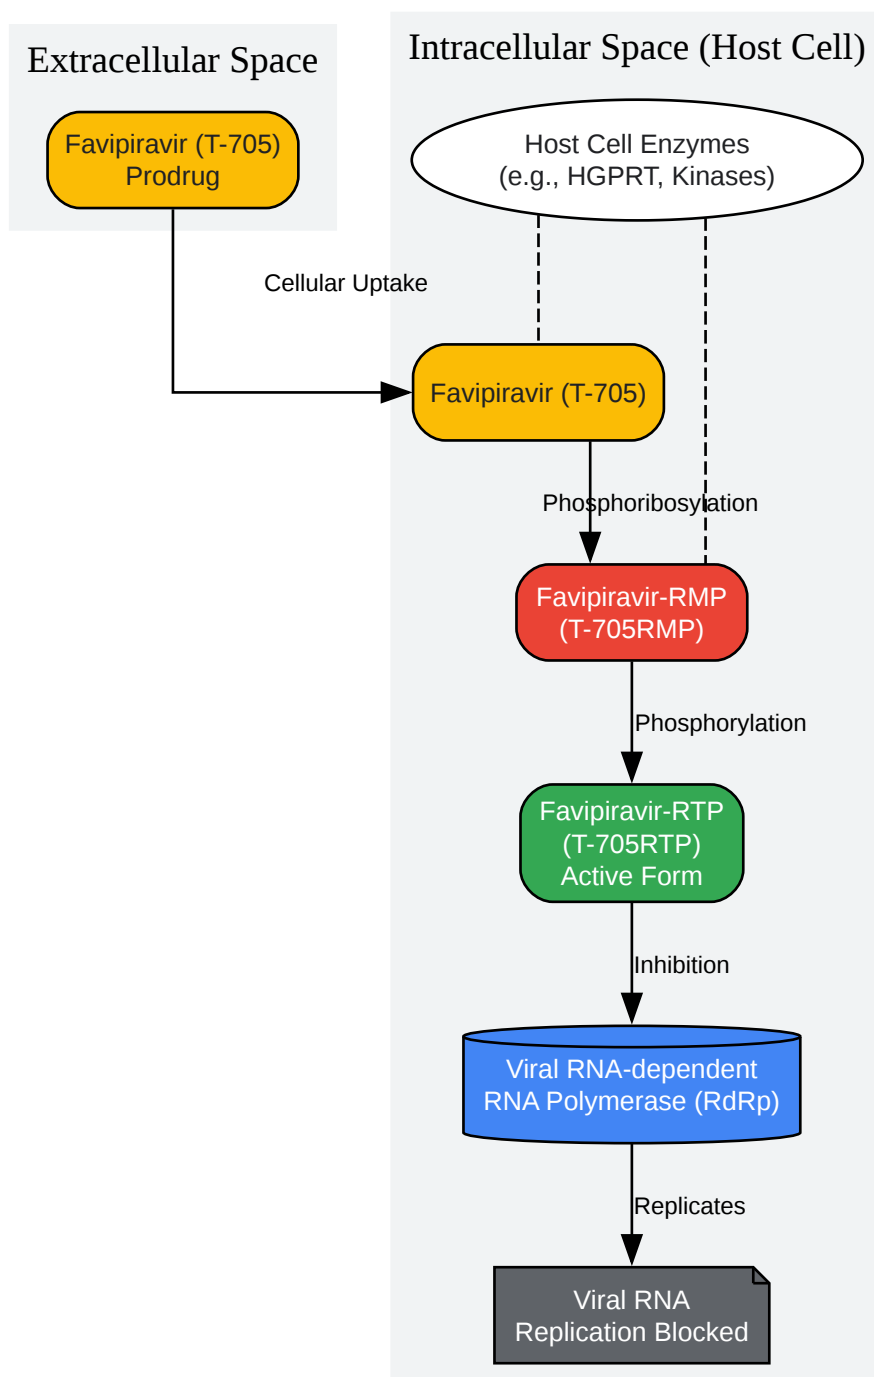 Extracellular Space
Intracellular Space (Host Cell)
Favipiravir (T-705)
Prodrug
Host Cell Enzymes
(e.g., HGPRT, Kinases)
Cellular Uptake
Favipiravir (T-705)
Phosphoribosylation
Favipiravir-RMP
(T-705RMP)
Phosphorylation
Favipiravir-RTP
(T-705RTP)
Active Form
Inhibition
Viral RNA-dependent
RNA Polymerase (RdRp)
Replicates
Viral RNA
Replication Blocked